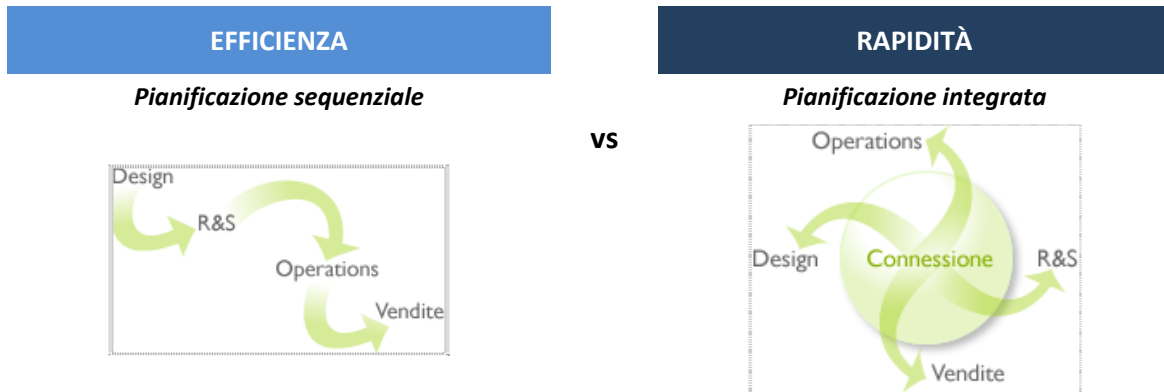 EFFICIENZA
Pianificazione sequenziale
Design
R&S
Operations
Vendite
vs
RAPIDITÀ
Pianificazione integrata
Operations
Design
Connessione
R&S
Vendite